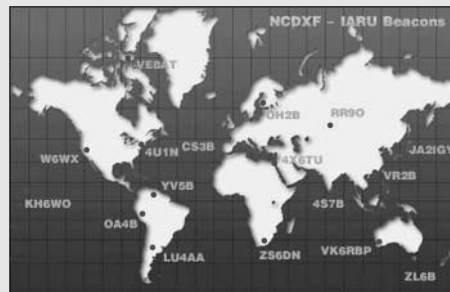 NCDXF – IARU Beacons
VE8AT
OH2B
RR9O
W6WX
4U1N
CS3B
4X6TU
JA2IGY
VR2B
YV5B
KH6WO
4S7B
OA4B
LU4AA
ZS6DN
VK6RBP
ZL6B